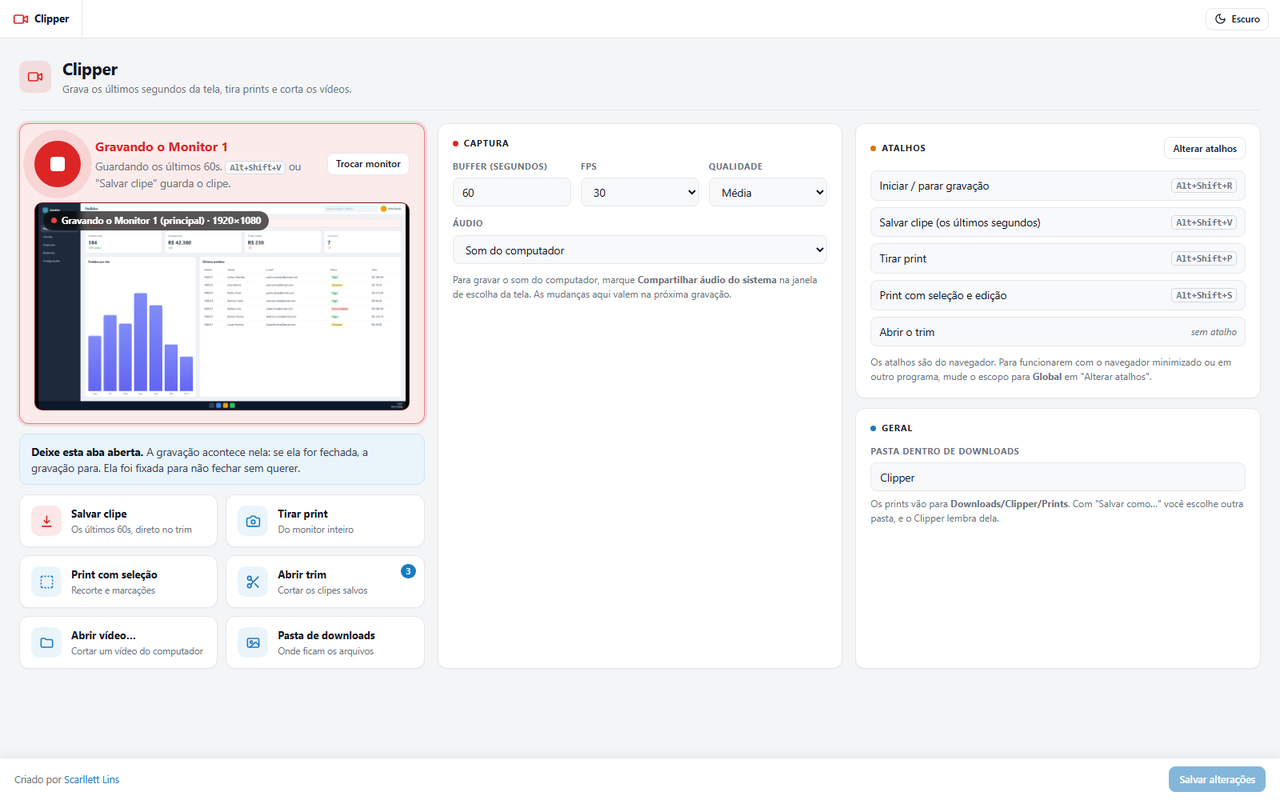 Clipper
Escuro
Clipper
Grava os últimos segundos da tela, tira prints e corta os vídeos.
Gravando o Monitor 1
Guardando os últimos 60s. Alt+Shift+V ou
"Salvar clipe" guarda o clipe.
Trocar monitor
Pedidos
Gravando o Monitor 1 (principal) · 1920×1080
184
R$ 42.380
R$ 230
7
Pedidos por dia
Últimos pedidos
Deixe esta aba aberta. A gravação acontece nela: se ela for fechada, a
gravação para. Ela foi fixada para não fechar sem querer.
Salvar clipe
Os últimos 60s, direto no trim
Tirar print
Do monitor inteiro
Print com seleção
Recorte e marcações
Abrir trim
Cortar os clipes salvos
3
Abrir vídeo...
Cortar um vídeo do computador
Pasta de downloads
Onde ficam os arquivos
CAPTURA
BUFFER (SEGUNDOS)
FPS
QUALIDADE
60
30
Média
ÁUDIO
Som do computador
Para gravar o som do computador, marque Compartilhar áudio do sistema na janela
de escolha da tela. As mudanças aqui valem na próxima gravação.
ATALHOS
Alterar atalhos
Iniciar / parar gravação
Alt+Shift+R
Salvar clipe (os últimos segundos)
Alt+Shift+V
Tirar print
Alt+Shift+P
Print com seleção e edição
Alt+Shift+S
Abrir o trim
sem atalho
Os atalhos são do navegador. Para funcionarem com o navegador minimizado ou em
outro programa, mude o escopo para Global em "Alterar atalhos".
GERAL
PASTA DENTRO DE DOWNLOADS
Clipper
Os prints vão para Downloads/Clipper/Prints. Com "Salvar como..." você escolhe outra
pasta, e o Clipper lembra dela.
Criado por Scarllett Lins
Salvar alterações